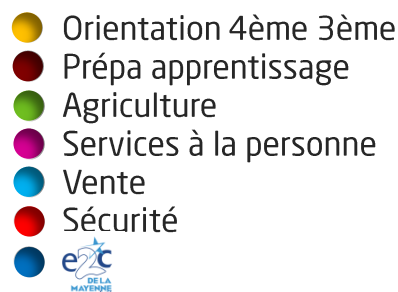 Orientation 4ème 3ème
Prépa apprentissage
Agriculture
Services à la personne
Vente
Sécurité
e2c
DE LA
MAYENNE